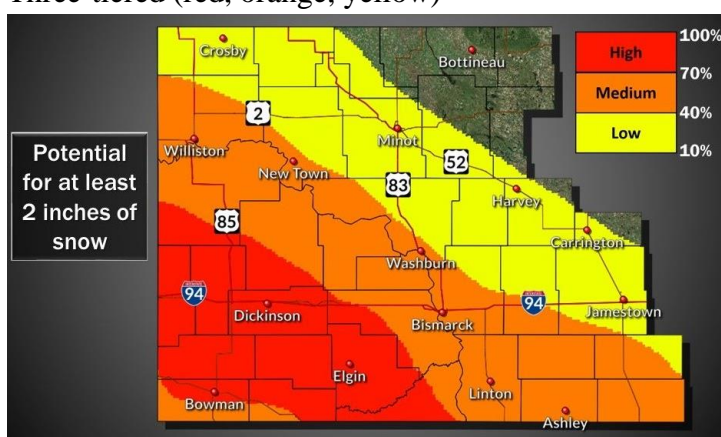 Three-tiered (red, orange, yellow)
Potential
for at least
2 inches of
snow
100%
High
70%
Medium
40%
Low
10%
Crosby
Bottineau
2
Williston
Minot
52
New Town
83
Harvey
85
Carrington
Washburn
94
94
Dickinson
Jamestown
Bismarck
Elgin
Linton
Bowman
Ashley